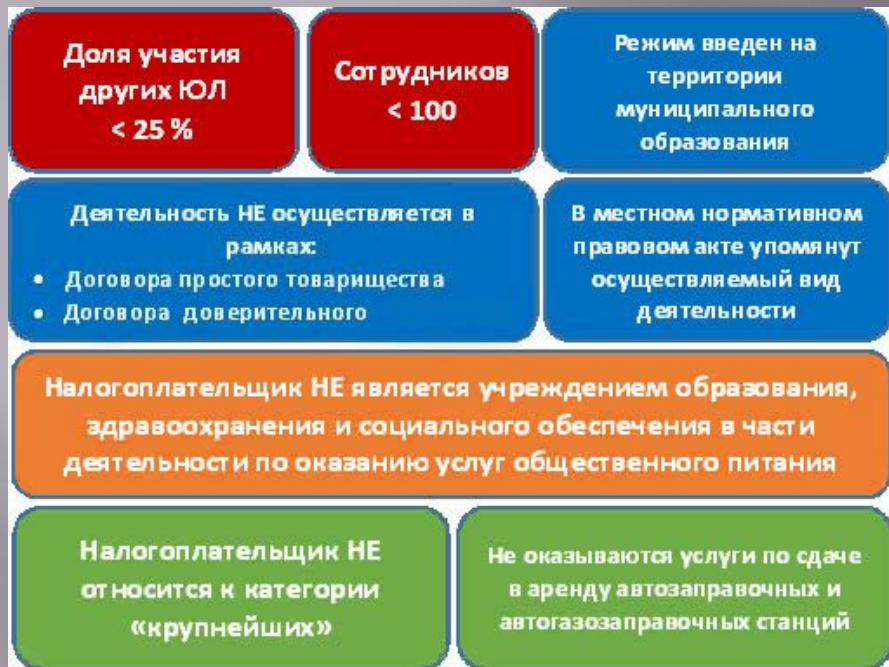 Доля участия
других ЮЛ
< 25 %
Сотрудников
< 100
Режим введен на
территории
муниципального
образования
Деятельность НЕ осуществляется в
рамках:
• Договора простого товарищества
• Договора доверительного
В местном нормативном
правовом акте упомянут
осуществляемый вид
деятельности
Налогоплательщик НЕ является учреждением образования,
здравоохранения и социального обеспечения в части
деятельности по оказанию услуг общественного питания
Налогоплательщик НЕ
относится к категории
«крупнейших»
Не оказываются услуги по сдаче
в аренду автозаправочных и
автогазозаправочных станций